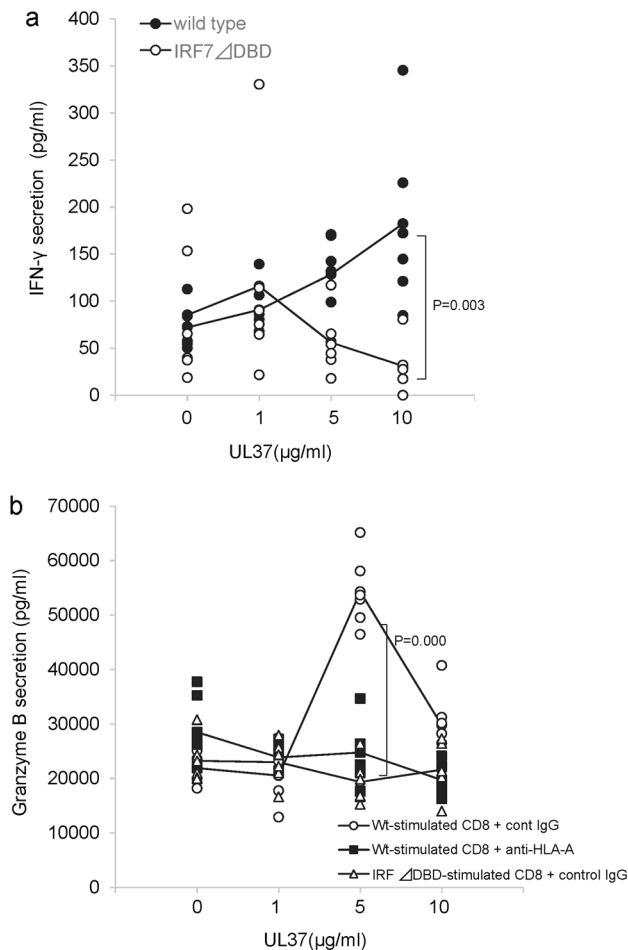 a
wild type
IRF7⊿DBD
400
350
300
250
200
150
100
50
0
IFN-γ secretion (pg/ml)
P=0.003
0 1 5 10
UL37(µg/ml)
b
70000
60000
50000
40000
30000
20000
10000
0
Granzyme B secretion (pg/ml)
P=0.000
Wt-stimulated CD8 + cont IgG
Wt-stimulated CD8 + anti-HLA-A
IRF ⊿DBD-stimulated CD8 + control IgG
0 1 5 10
UL37(µg/ml)